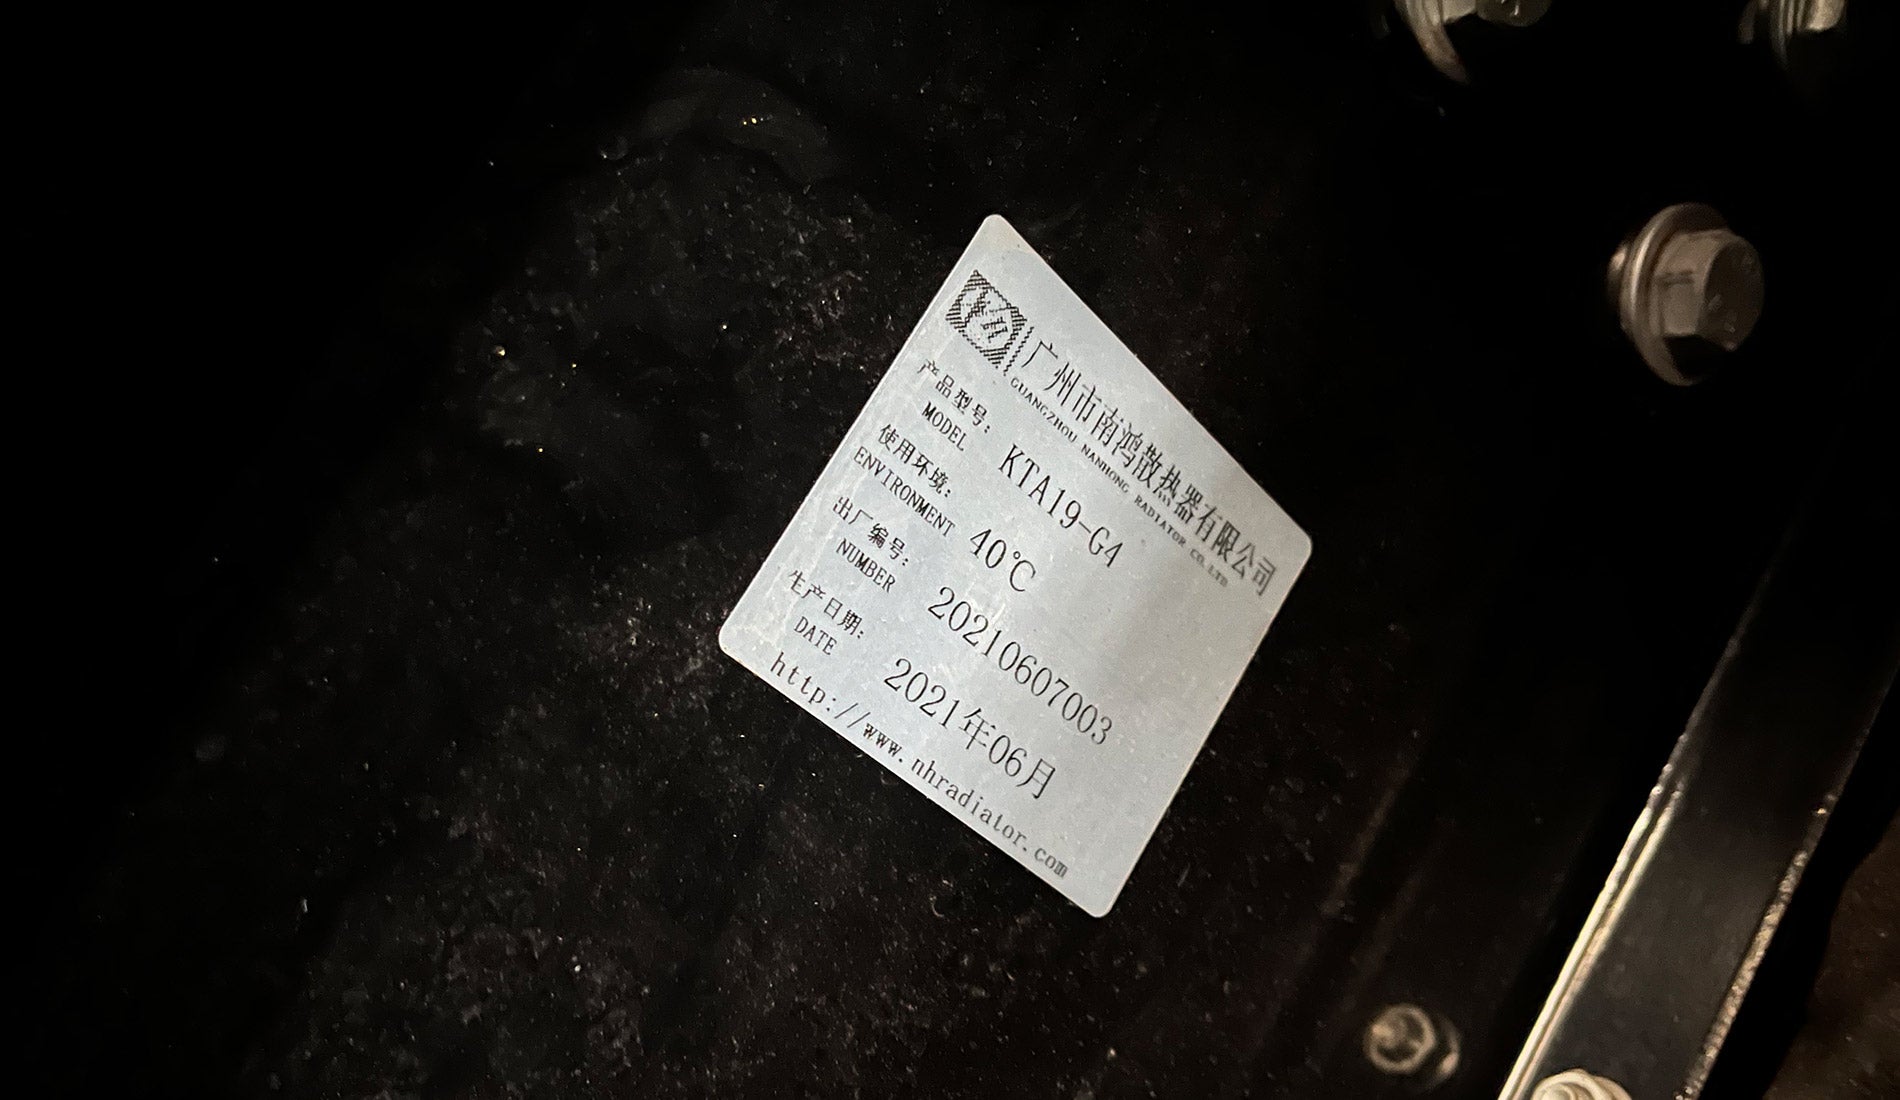 广州市南鸿散热器有限公司
GUANGZHOU NANHONG RADIATOR CO.LTD
产品型号: KTA19-G4
MODEL
使用环境: 40℃
ENVIRONMENT
出厂编号: 20210607003
NUMBER
生产日期: 2021年06月
DATE
http://www.nhradiator.com